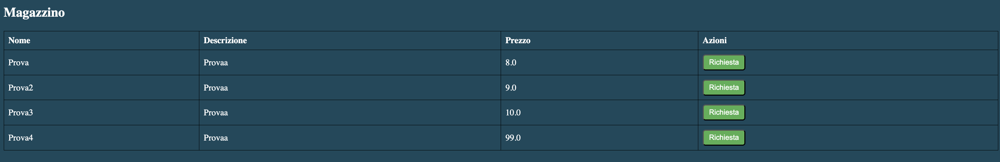 Magazzino
Nome Descrizione Prezzo Azioni
Prova Provaa 8.0 Richiesta
Prova2 Provaa 9.0 Richiesta
Prova3 Provaa 10.0 Richiesta
Prova4 Provaa 99.0 Richiesta